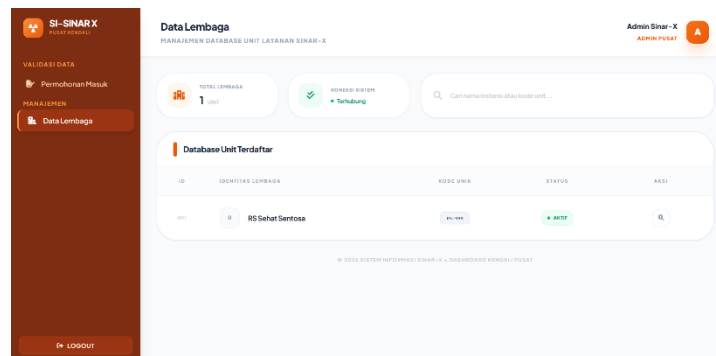 SI-SINAR X
PUSAT KENDALI
VALIDASI DATA
Permohonan Masuk
MANAJEMEN
Data Lembaga
LOGOUT
Data Lembaga
MANAJEMEN DATABASE UNIT LAYANAN SINAR-X
Admin Sinar-X
ADMIN PUSAT
A
TOTAL LEMBAGA
1 UNIT
KONEKSI SISTEM
Terhubung
Cari nama instansi atau kode unit ...
Database Unit Terdaftar
ID IDENTITAS LEMBAGA KODE UNIK STATUS AKSI
RS Sehat Sentosa AKTIF
© 2026 SISTEM INFORMASI SINAR-X • DASHBOARD KENDALI PUSAT